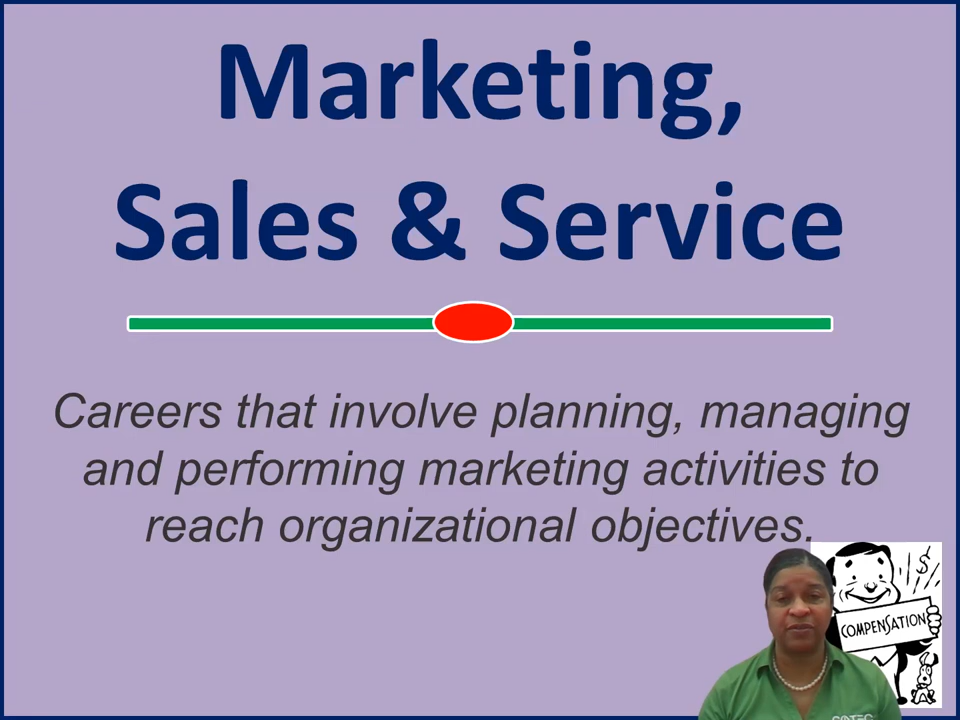 Marketing,
Sales & Service
Careers that involve planning, managing
and performing marketing activities to
reach organizational objectives.
$
COMPENSATION